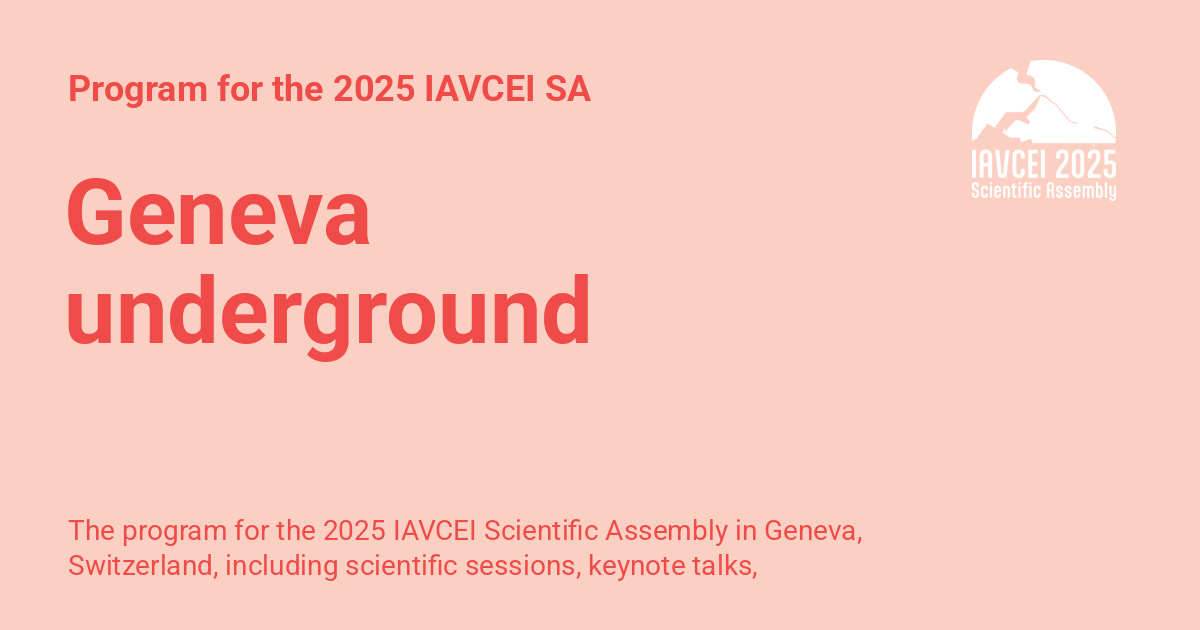 Program for the 2025 IAVCEI SA
IAVCEI 2025
Scientific Assembly
Geneva
underground
The program for the 2025 IAVCEI Scientific Assembly in Geneva,
Switzerland, including scientific sessions, keynote talks,